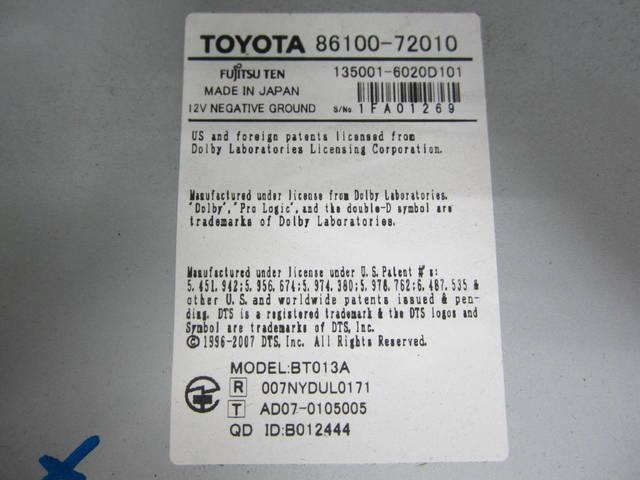 TOYOTA 86100-72010
FUJITSU TEN 135001-6020D101
MADE IN JAPAN
12V NEGATIVE GROUND S/No. 1FA01269
US and foreign patents licensed from
Dolby Laboratories Licensing Corporation.
Manufactured under license from Dolby Laboratories.
"Dolby", "Pro Logic", and the double-D symbol are
trademarks of Dolby Laboratories.
Manufactured under license under U.S. Patent #'s:
5,451,942;5,956,674;5,974,380;5,978,762;6,487,535 &
other U.S. and worldwide patents issued & pen-
ding. DTS is a registered trademark & the DTS logos and
Symbol are trademarks of DTS, Inc.
©1996-2007 DTS, Inc. All Rights Reserved.
MODEL:BT013A
R 007NYDUL0171
T AD07-0105005
QD ID:B012444